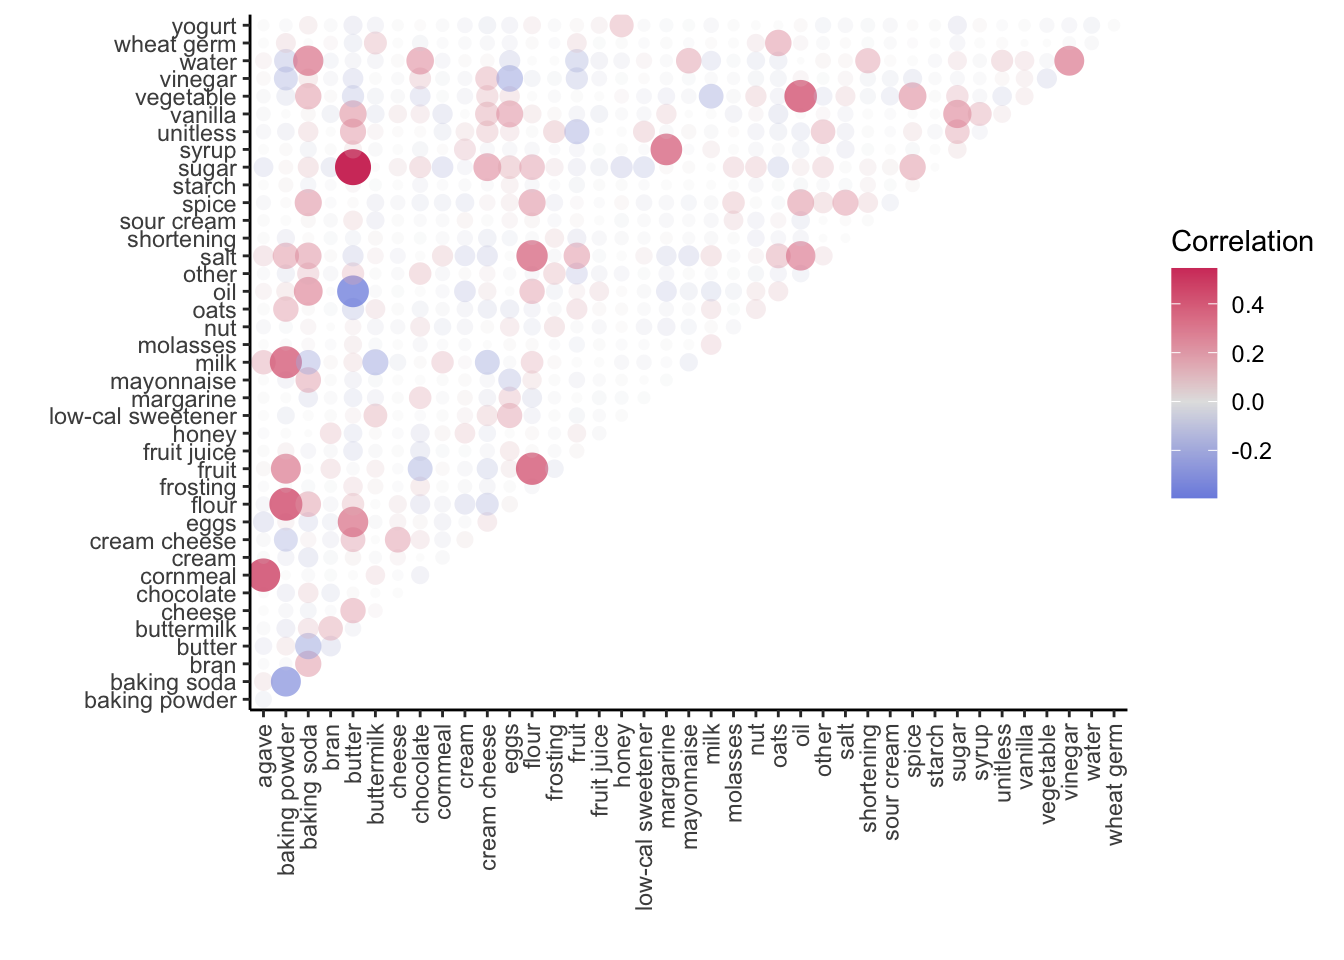 yogurt
wheat germ
water
vinegar
vegetable
vanilla
unitless
syrup
sugar
starch
spice
sour cream
shortening
salt
other
oil
oats
nut
molasses
milk
mayonnaise
margarine
low-cal sweetener
honey
fruit juice
fruit
frosting
flour
eggs
cream cheese
cream
cornmeal
chocolate
cheese
buttermilk
butter
bran
baking soda
baking powder
agave
baking powder
baking soda
bran
butter
buttermilk
cheese
chocolate
cornmeal
cream
cream cheese
eggs
flour
frosting
fruit
fruit juice
honey
low-cal sweetener
margarine
mayonnaise
milk
molasses
nut
oats
oil
other
salt
shortening
sour cream
spice
starch
sugar
syrup
unitless
vanilla
vegetable
vinegar
water
wheat germ
Correlation
0.4
0.2
0.0
-0.2